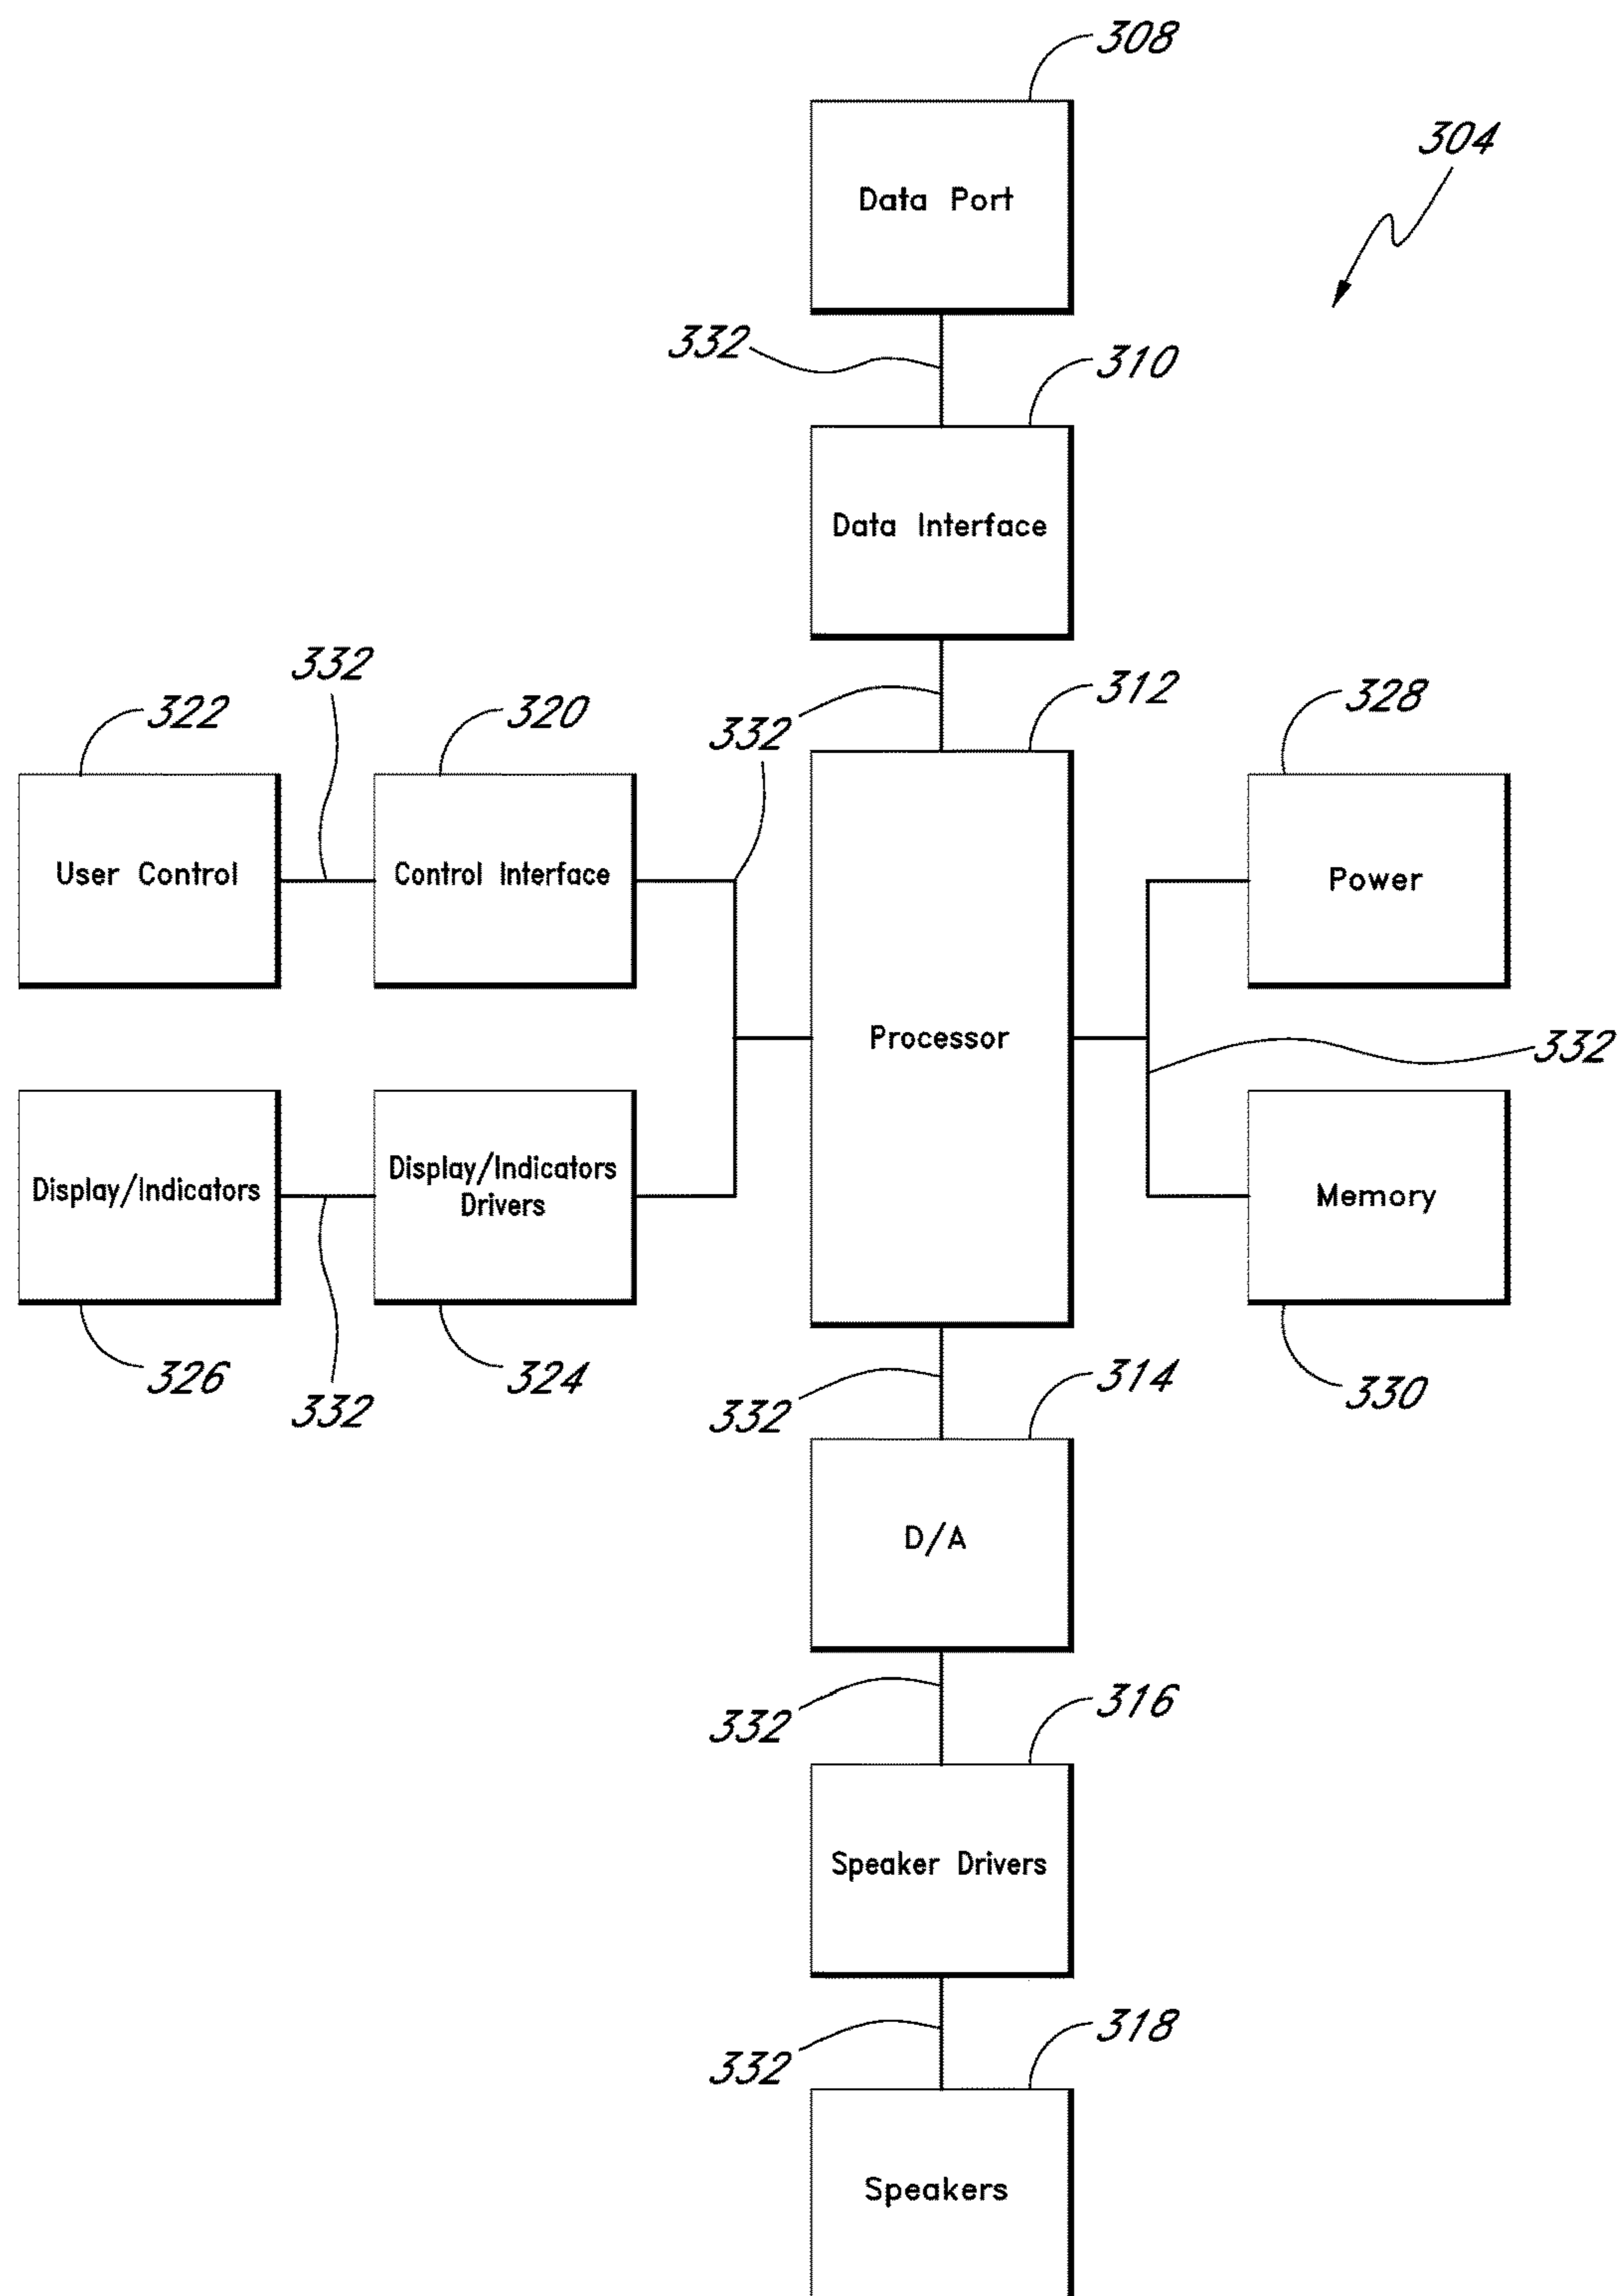 308
304
Data Port
332
310
Data Interface
332
322
320
332
312
328
User Control
Control Interface
Power
Processor
332
Display/Indicators
Display/Indicators
Drivers
Memory
326
332
324
332
314
330
D/A
332
316
Speaker Drivers
332
318
Speakers